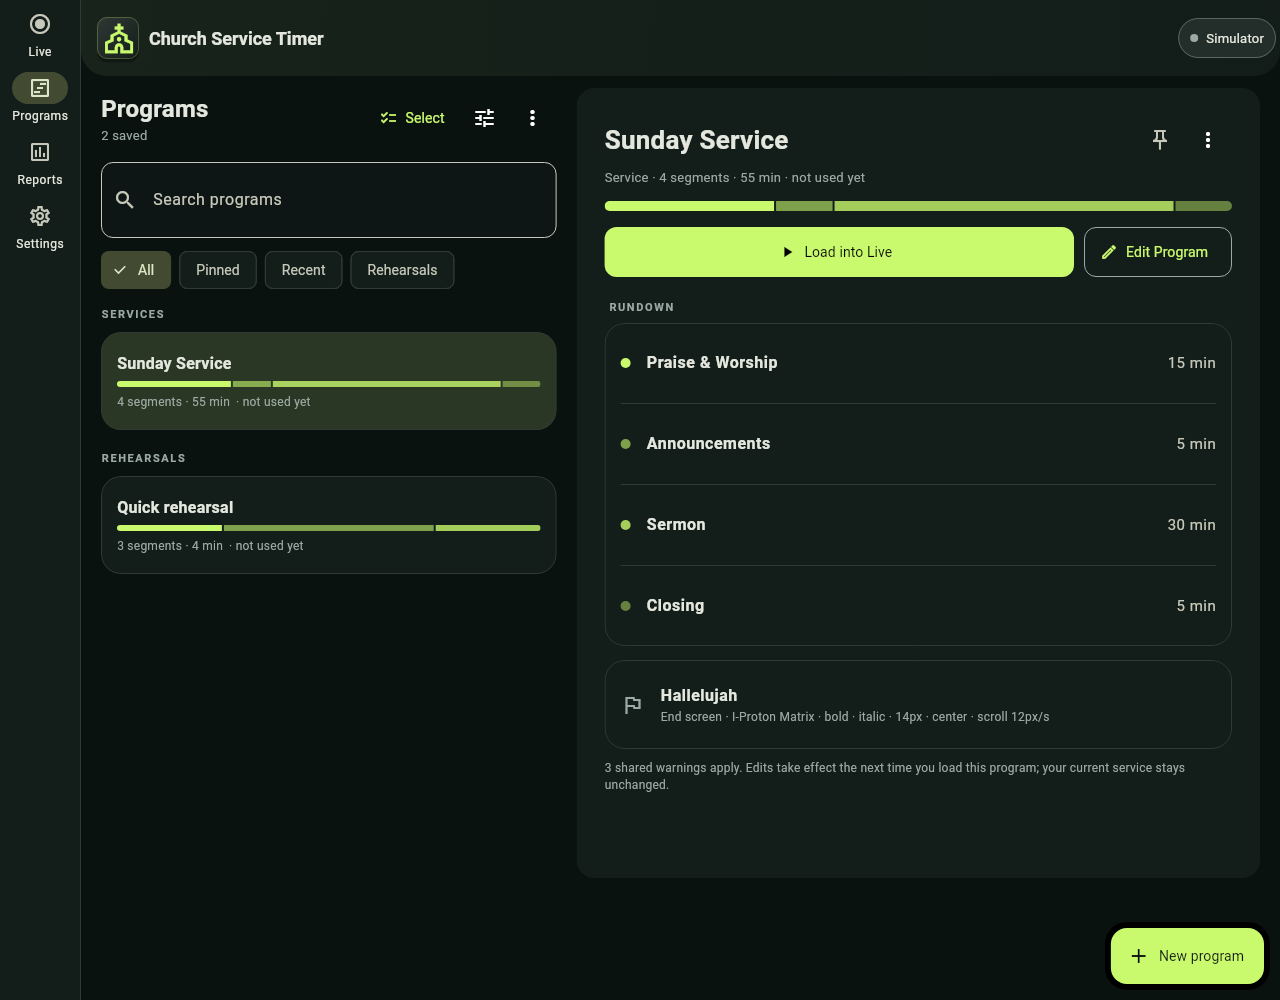 Live
Programs
Reports
Settings
Church Service Timer
Simulator
Programs
2 saved
Select
Search programs
All
Pinned
Recent
Rehearsals
SERVICES
Sunday Service
4 segments · 55 min · not used yet
REHEARSALS
Quick rehearsal
3 segments · 4 min · not used yet
Sunday Service
Service · 4 segments · 55 min · not used yet
Load into Live
Edit Program
RUNDOWN
Praise & Worship 15 min
Announcements 5 min
Sermon 30 min
Closing 5 min
Hallelujah
End screen · I-Proton Matrix · bold · italic · 14px · center · scroll 12px/s
3 shared warnings apply. Edits take effect the next time you load this program; your current service stays
unchanged.
New program